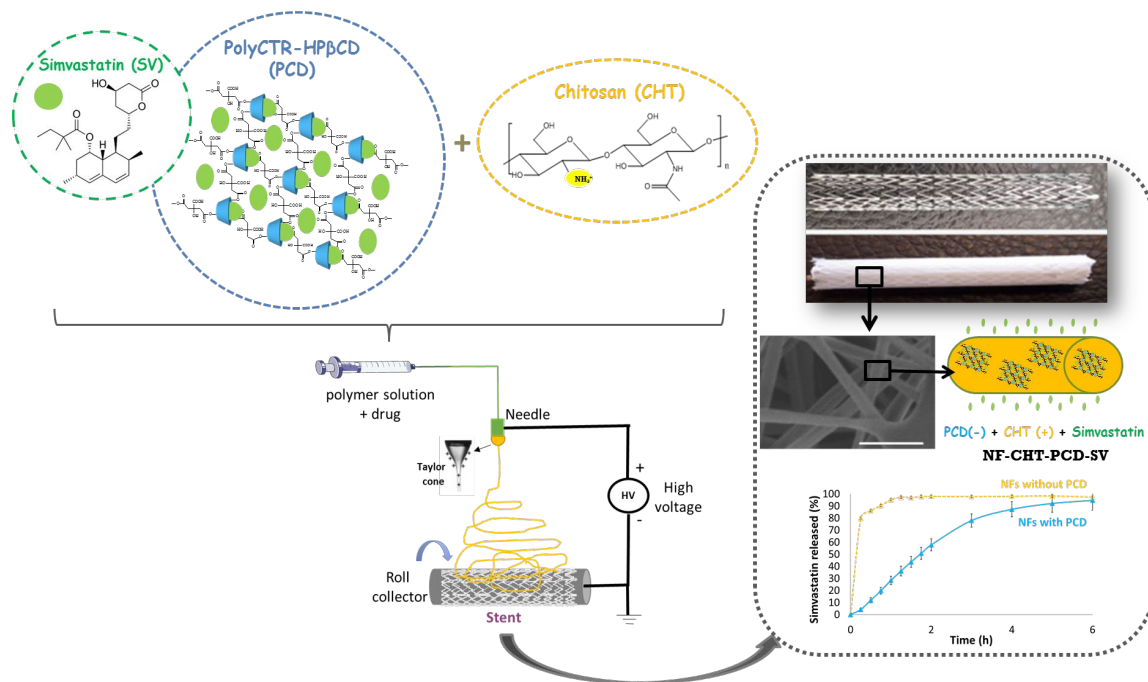 Simvastatin (SV)
HO
O
O
O
O
H
PolyCTR-HPβCD
(PCD)
+
Chitosan (CHT)
OH
O
HO
NH₃⁺
O
OH
O
HO
NH
O
O
n
polymer solution
+ drug
Needle
Taylor
cone
+
HV
-
High
voltage
Roll
collector
Stent
PCD(-) + CHT (+) + Simvastatin
NF-CHT-PCD-SV
NFs without PCD
NFs with PCD
Simvastatin released (%)
100
90
80
70
60
50
40
30
20
10
0
0
2
4
6
Time (h)